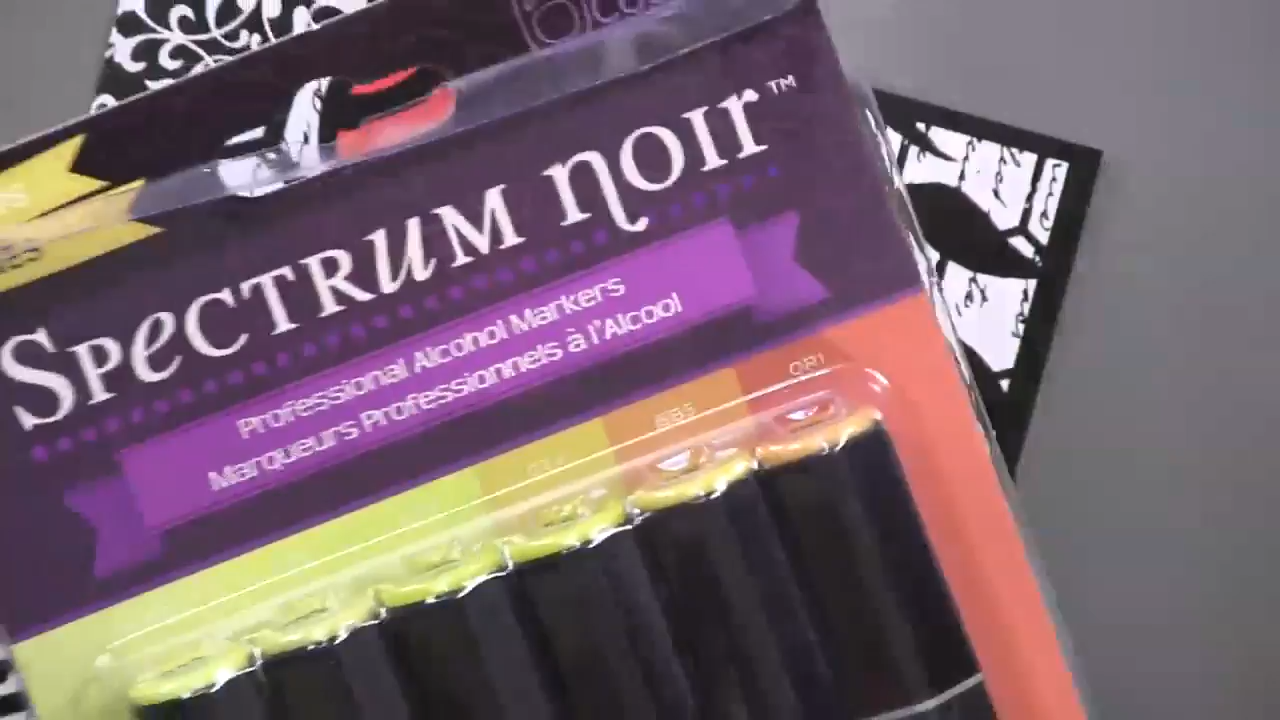 SPECTRUM NOIR™
Professional Alcohol Markers
Marqueurs Professionnels à l'Alcool
OR1